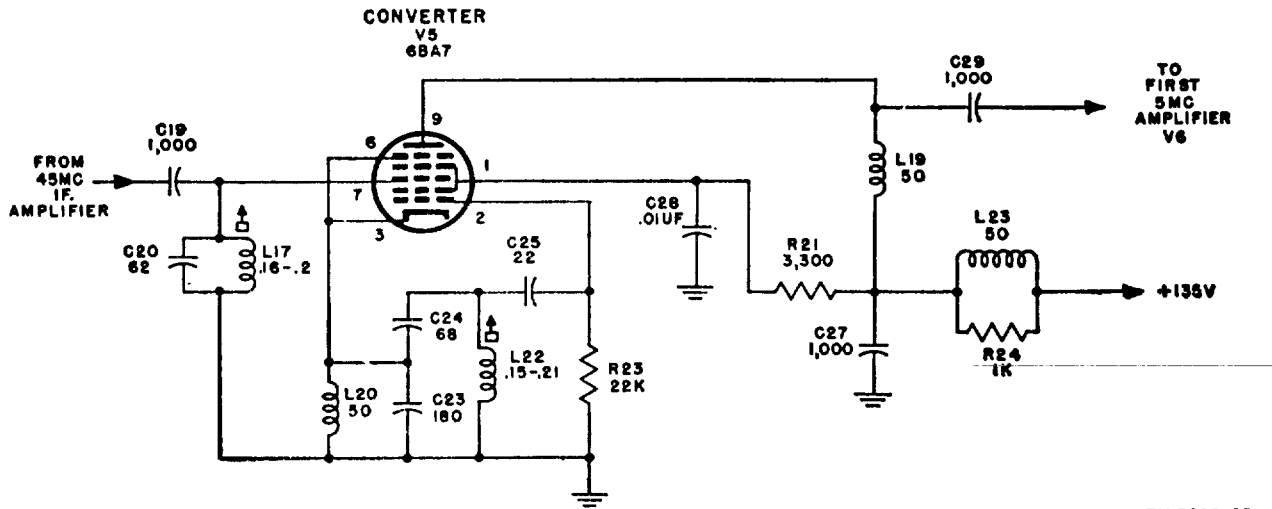 CONVERTER
V5
6BA7
C29
1,000
TO
FIRST
5MC
AMPLIFIER
V6
9
C19
1,000
6
1
FROM
45MC
IF.
AMPLIFIER
7
2
3
C28
.01UF
L19
50
L23
50
C20
62
L17
.16-.2
C25
22
R21
3,300
+135V
C24
68
L22
.15-.21
R23
22K
C27
1,000
R24
1K
L20
50
C23
180